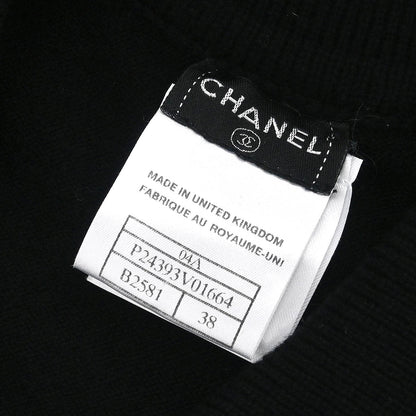 CHANEL
MADE IN UNITED KINGDOM
FABRIQUE AU ROYAUME-UNI
04A
P24393V01664
B2581 38